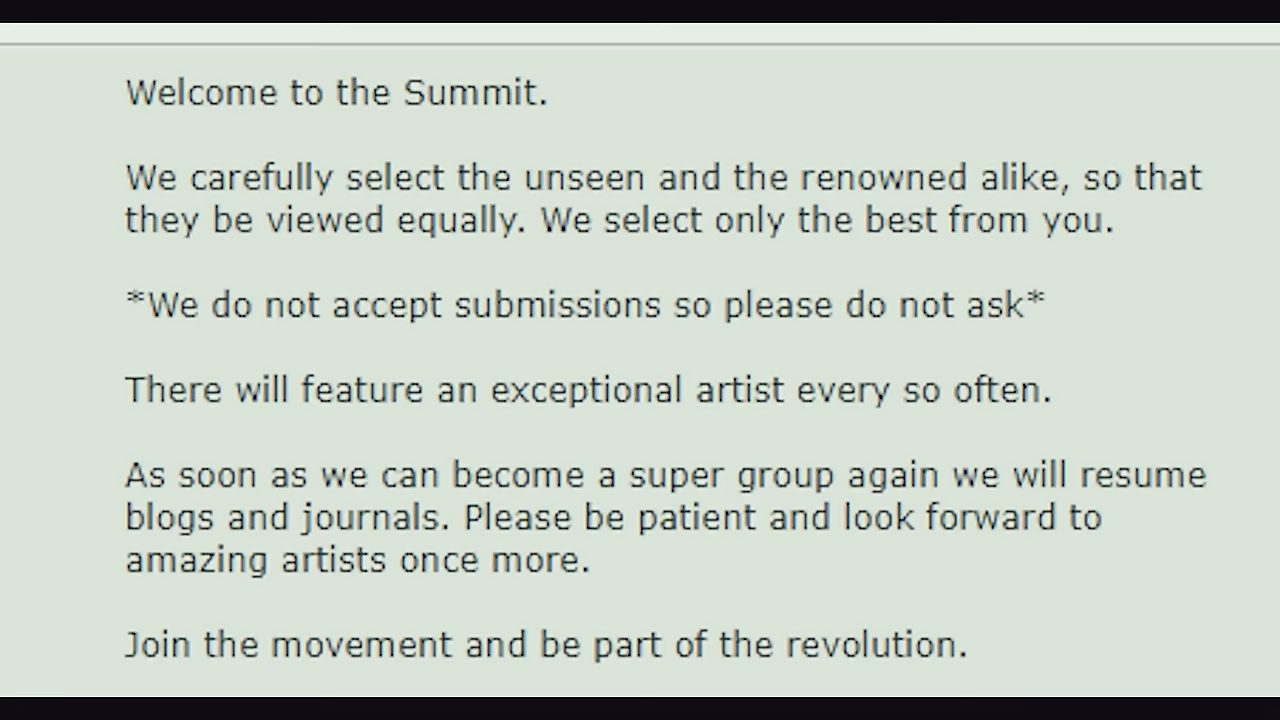 Welcome to the Summit.
We carefully select the unseen and the renowned alike, so that
they be viewed equally. We select only the best from you.
*We do not accept submissions so please do not ask*
There will feature an exceptional artist every so often.
As soon as we can become a super group again we will resume
blogs and journals. Please be patient and look forward to
amazing artists once more.
Join the movement and be part of the revolution.